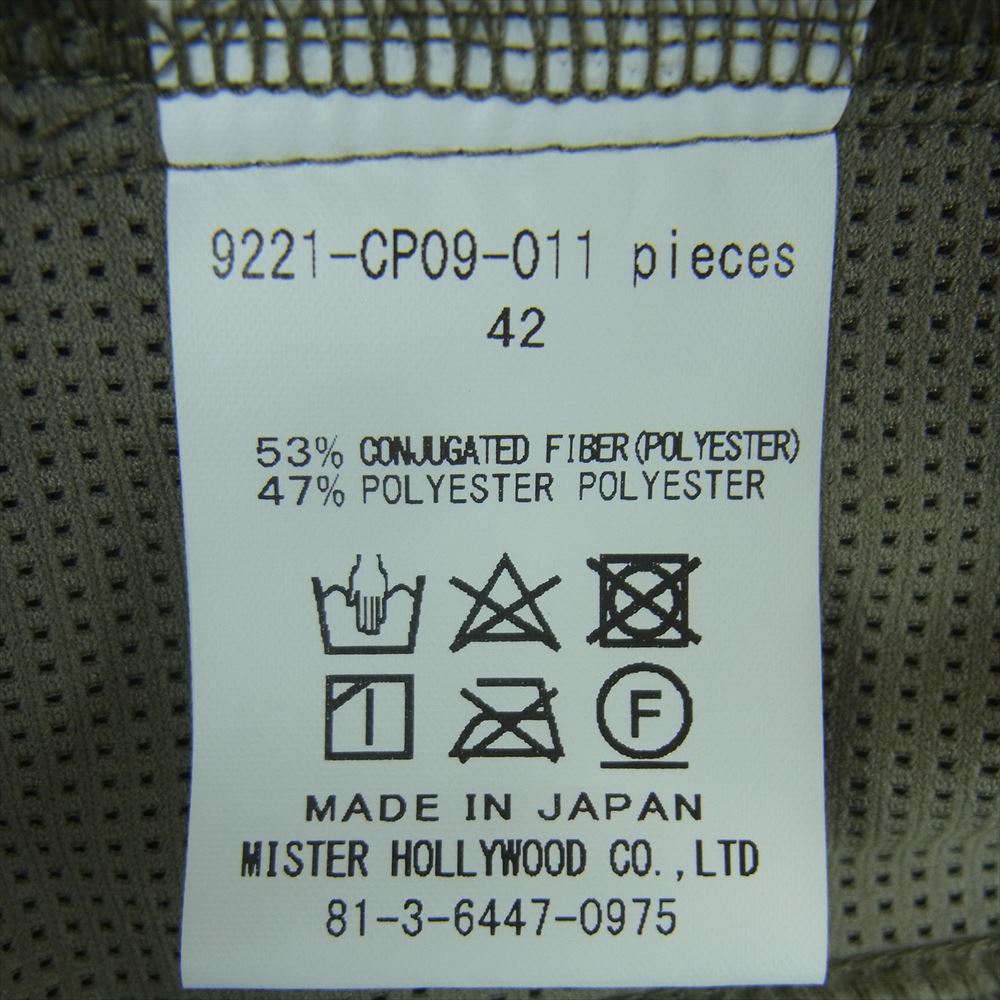 9221-CP09-011 pieces
42
53% CONJUGATED FIBER(POLYESTER)
47% POLYESTER POLYESTER
F
MADE IN JAPAN
MISTER HOLLYWOOD CO.,LTD
81-3-6447-0975